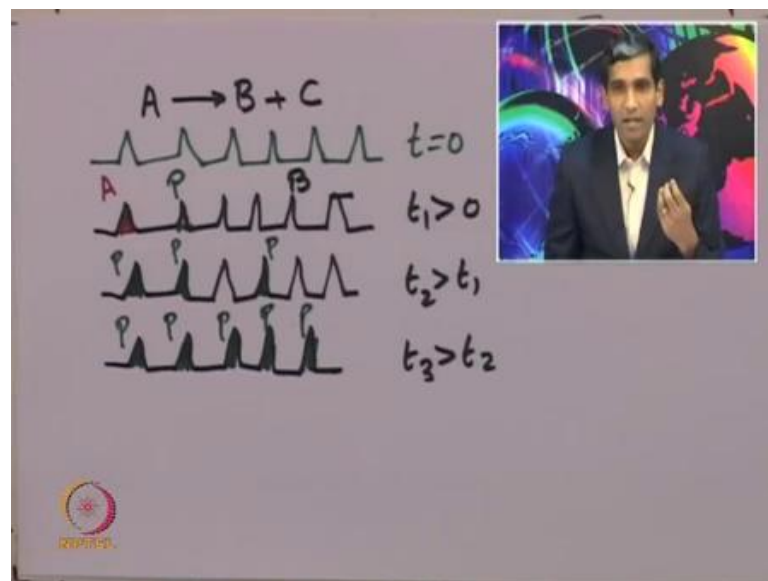 A → B + C
t=0
A P B t₁ > 0
P P P t₂ > t₁
P P P P P t₃ > t₂
NPTEL